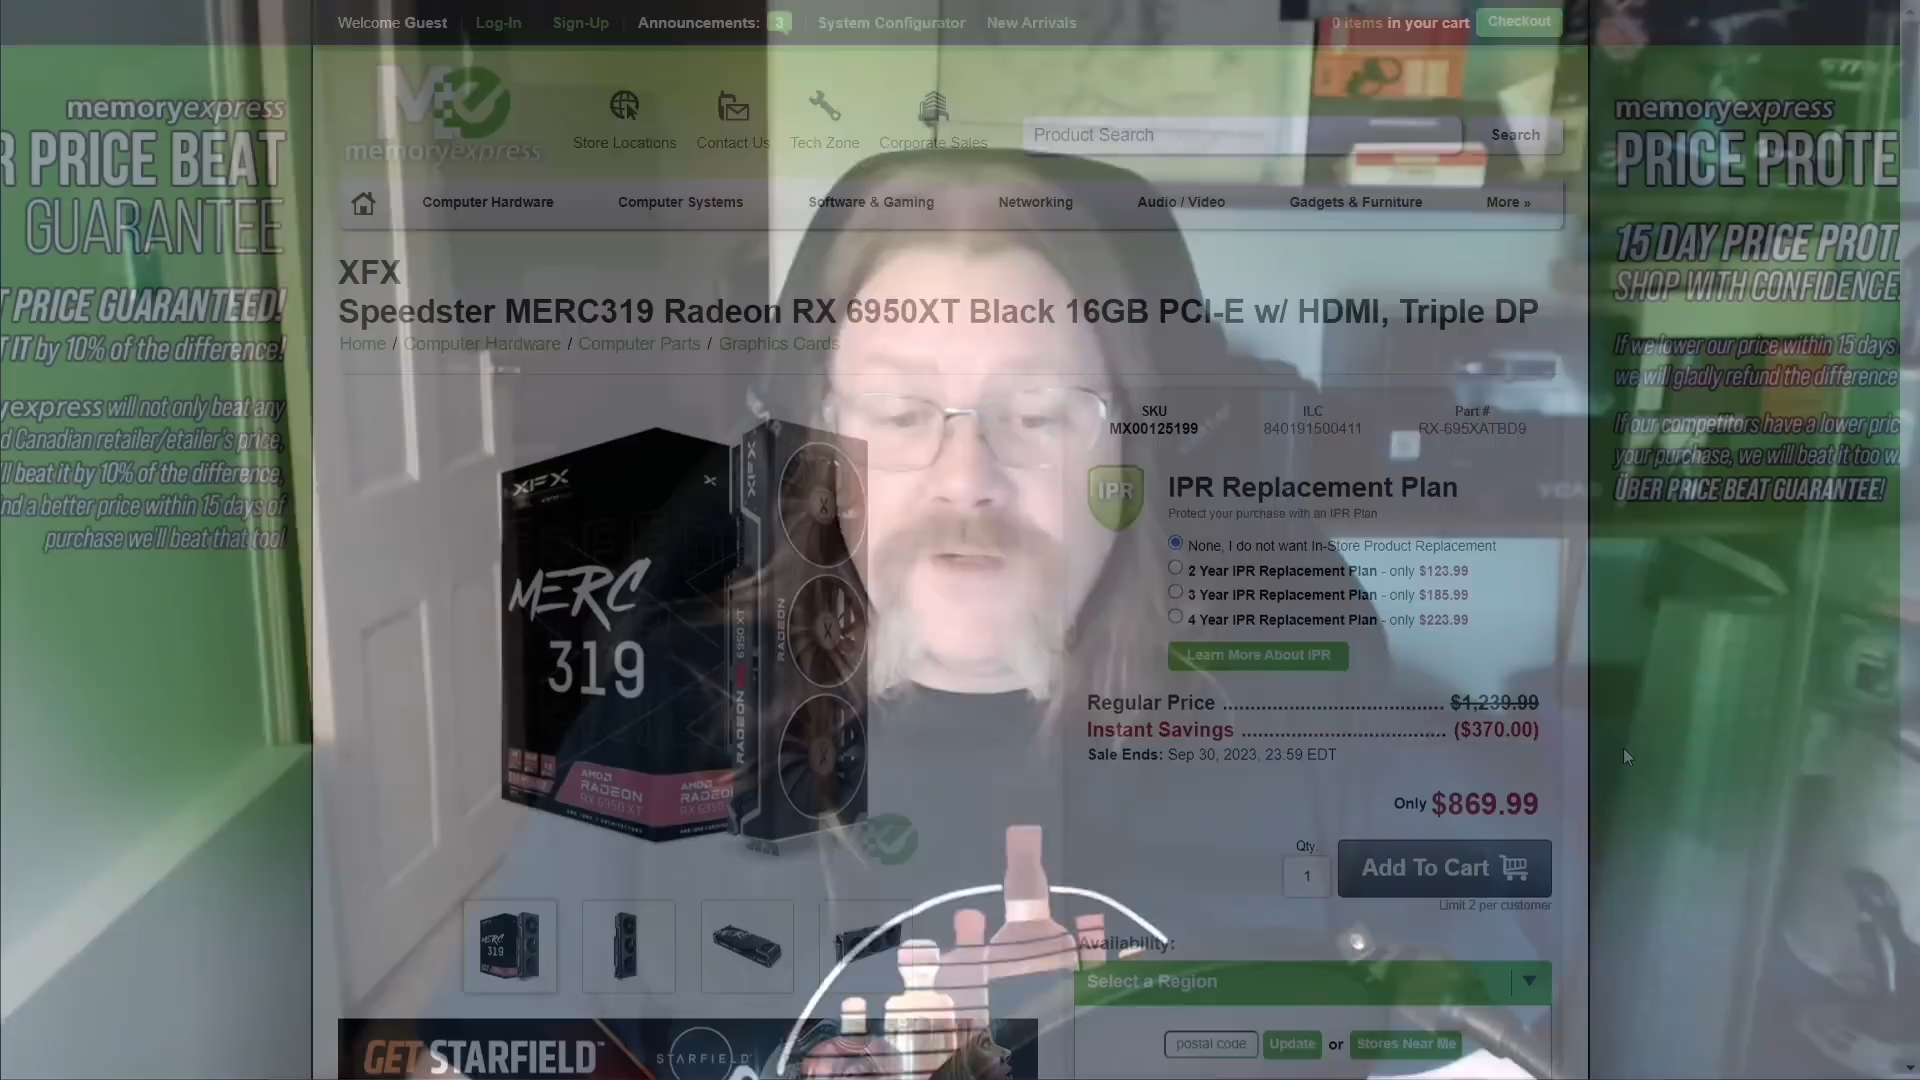 Welcome Guest Log-In Sign-Up Announcements: 3 System Configurator New Arrivals 0 items in your cart Checkout
memoryexpress
R PRICE BEAT
GUARANTEE
T PRICE GUARANTEED!
IT by 10% of the difference!
yexpress will not only beat any
d Canadian retailer/etailer's price,
'll beat it by 10% of the difference,
nd a better price within 15 days of
purchase we'll beat that too!
memoryexpress
Store Locations Contact Us Tech Zone Corporate Sales
Product Search Search
Computer Hardware Computer Systems Software & Gaming Networking Audio / Video Gadgets & Furniture More »
XFX
Speedster MERC319 Radeon RX 6950XT Black 16GB PCI-E w/ HDMI, Triple DP
Home / Computer Hardware / Computer Parts / Graphics Cards
XFX
MERC
319
AMD
RADEON
RX 6950 XT
AMD
RADEON
RX 6950
XFX
RADEON 6950 XT
RADEON
MERC
319
SKU ILC Part #
MX00125199 840191500411 RX-695XATBD9
IPR
IPR Replacement Plan
Protect your purchase with an IPR Plan
None, I do not want In-Store Product Replacement
2 Year IPR Replacement Plan - only $123.99
3 Year IPR Replacement Plan - only $185.99
4 Year IPR Replacement Plan - only $223.99
Learn More About IPR
Regular Price $1,239.99
Instant Savings ($370.00)
Sale Ends: Sep 30, 2023, 23:59 EDT
Only $869.99
Qty.
1
Add To Cart
Limit 2 per customer
Availability:
Select a Region
postal code Update or Stores Near Me
GET STARFIELD™
STARFIELD
memoryexpress
PRICE PROTE
15 DAY PRICE PROT
SHOP WITH CONFIDENCE
If we lower our price within 15 days
we will gladly refund the difference
If our competitors have a lower pric
your purchase, we will beat it too w
ÜBER PRICE BEAT GUARANTEE!